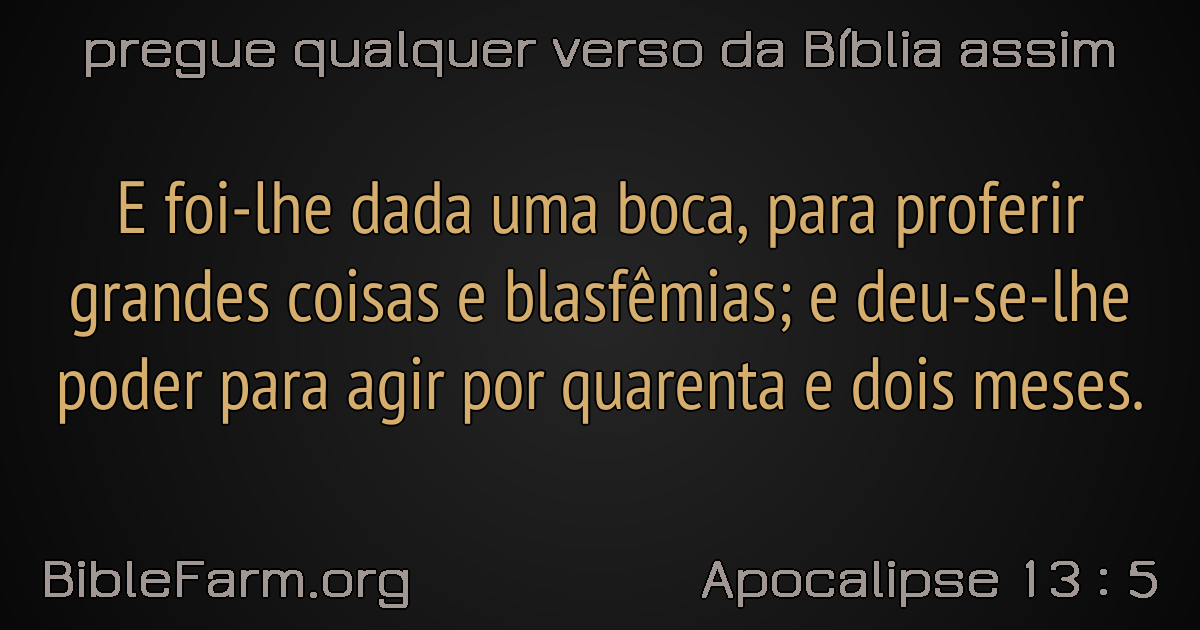 pregue qualquer verso da Bíblia assim
E foi-lhe dada uma boca, para proferir
grandes coisas e blasfêmias; e deu-se-lhe
poder para agir por quarenta e dois meses.
BibleFarm.org
Apocalipse 13 : 5